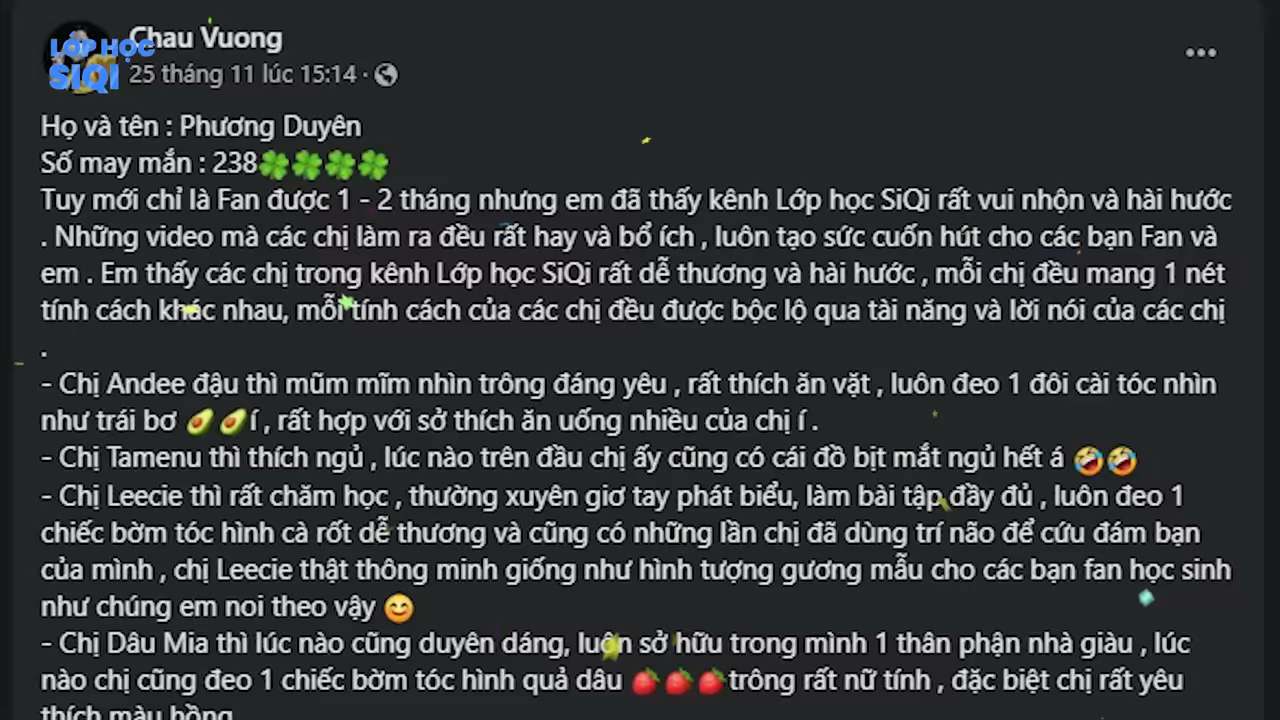 Chau Vuong
LỚP HỌC
SIQI
25 tháng 11 lúc 15:14 ·
Họ và tên : Phương Duyên
Số may mắn : 238🍀🍀🍀🍀
Tuy mới chỉ là Fan được 1 - 2 tháng nhưng em đã thấy kênh Lớp học SiQi rất vui nhộn và hài hước
. Những video mà các chị làm ra đều rất hay và bổ ích , luôn tạo sức cuốn hút cho các bạn Fan và
em . Em thấy các chị trong kênh Lớp học SiQi rất dễ thương và hài hước , mỗi chị đều mang 1 nét
tính cách khác nhau, mỗi tính cách của các chị đều được bộc lộ qua tài năng và lời nói của các chị
.
- Chị Andee đậu thì mũm mĩm nhìn trông đáng yêu , rất thích ăn vặt , luôn đeo 1 đôi cài tóc nhìn
như trái bơ 🥑🥑í , rất hợp với sở thích ăn uống nhiều của chị í .
- Chị Tamenu thì thích ngủ , lúc nào trên đầu chị ấy cũng có cái đồ bịt mắt ngủ hết á 🤣🤣
- Chị Leecie thì rất chăm học , thường xuyên giơ tay phát biểu, làm bài tập đầy đủ , luôn đeo 1
chiếc bờm tóc hình cà rốt dễ thương và cũng có những lần chị đã dùng trí não để cứu đám bạn
của mình , chị Leecie thật thông minh giống như hình tượng gương mẫu cho các bạn fan học sinh
như chúng em noi theo vậy 😊
- Chị Dâu Mia thì lúc nào cũng duyên dáng, luôn sở hữu trong mình 1 thân phận nhà giàu , lúc
nào chị cũng đeo 1 chiếc bờm tóc hình quả dâu 🍓🍓🍓trông rất nữ tính , đặc biệt chị rất yêu
thích màu hồng